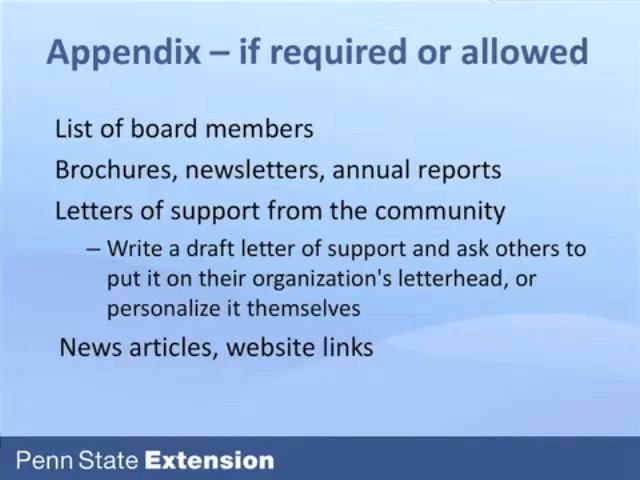 Appendix – if required or allowed
List of board members
Brochures, newsletters, annual reports
Letters of support from the community
– Write a draft letter of support and ask others to
put it on their organization's letterhead, or
personalize it themselves
News articles, website links
Penn State Extension